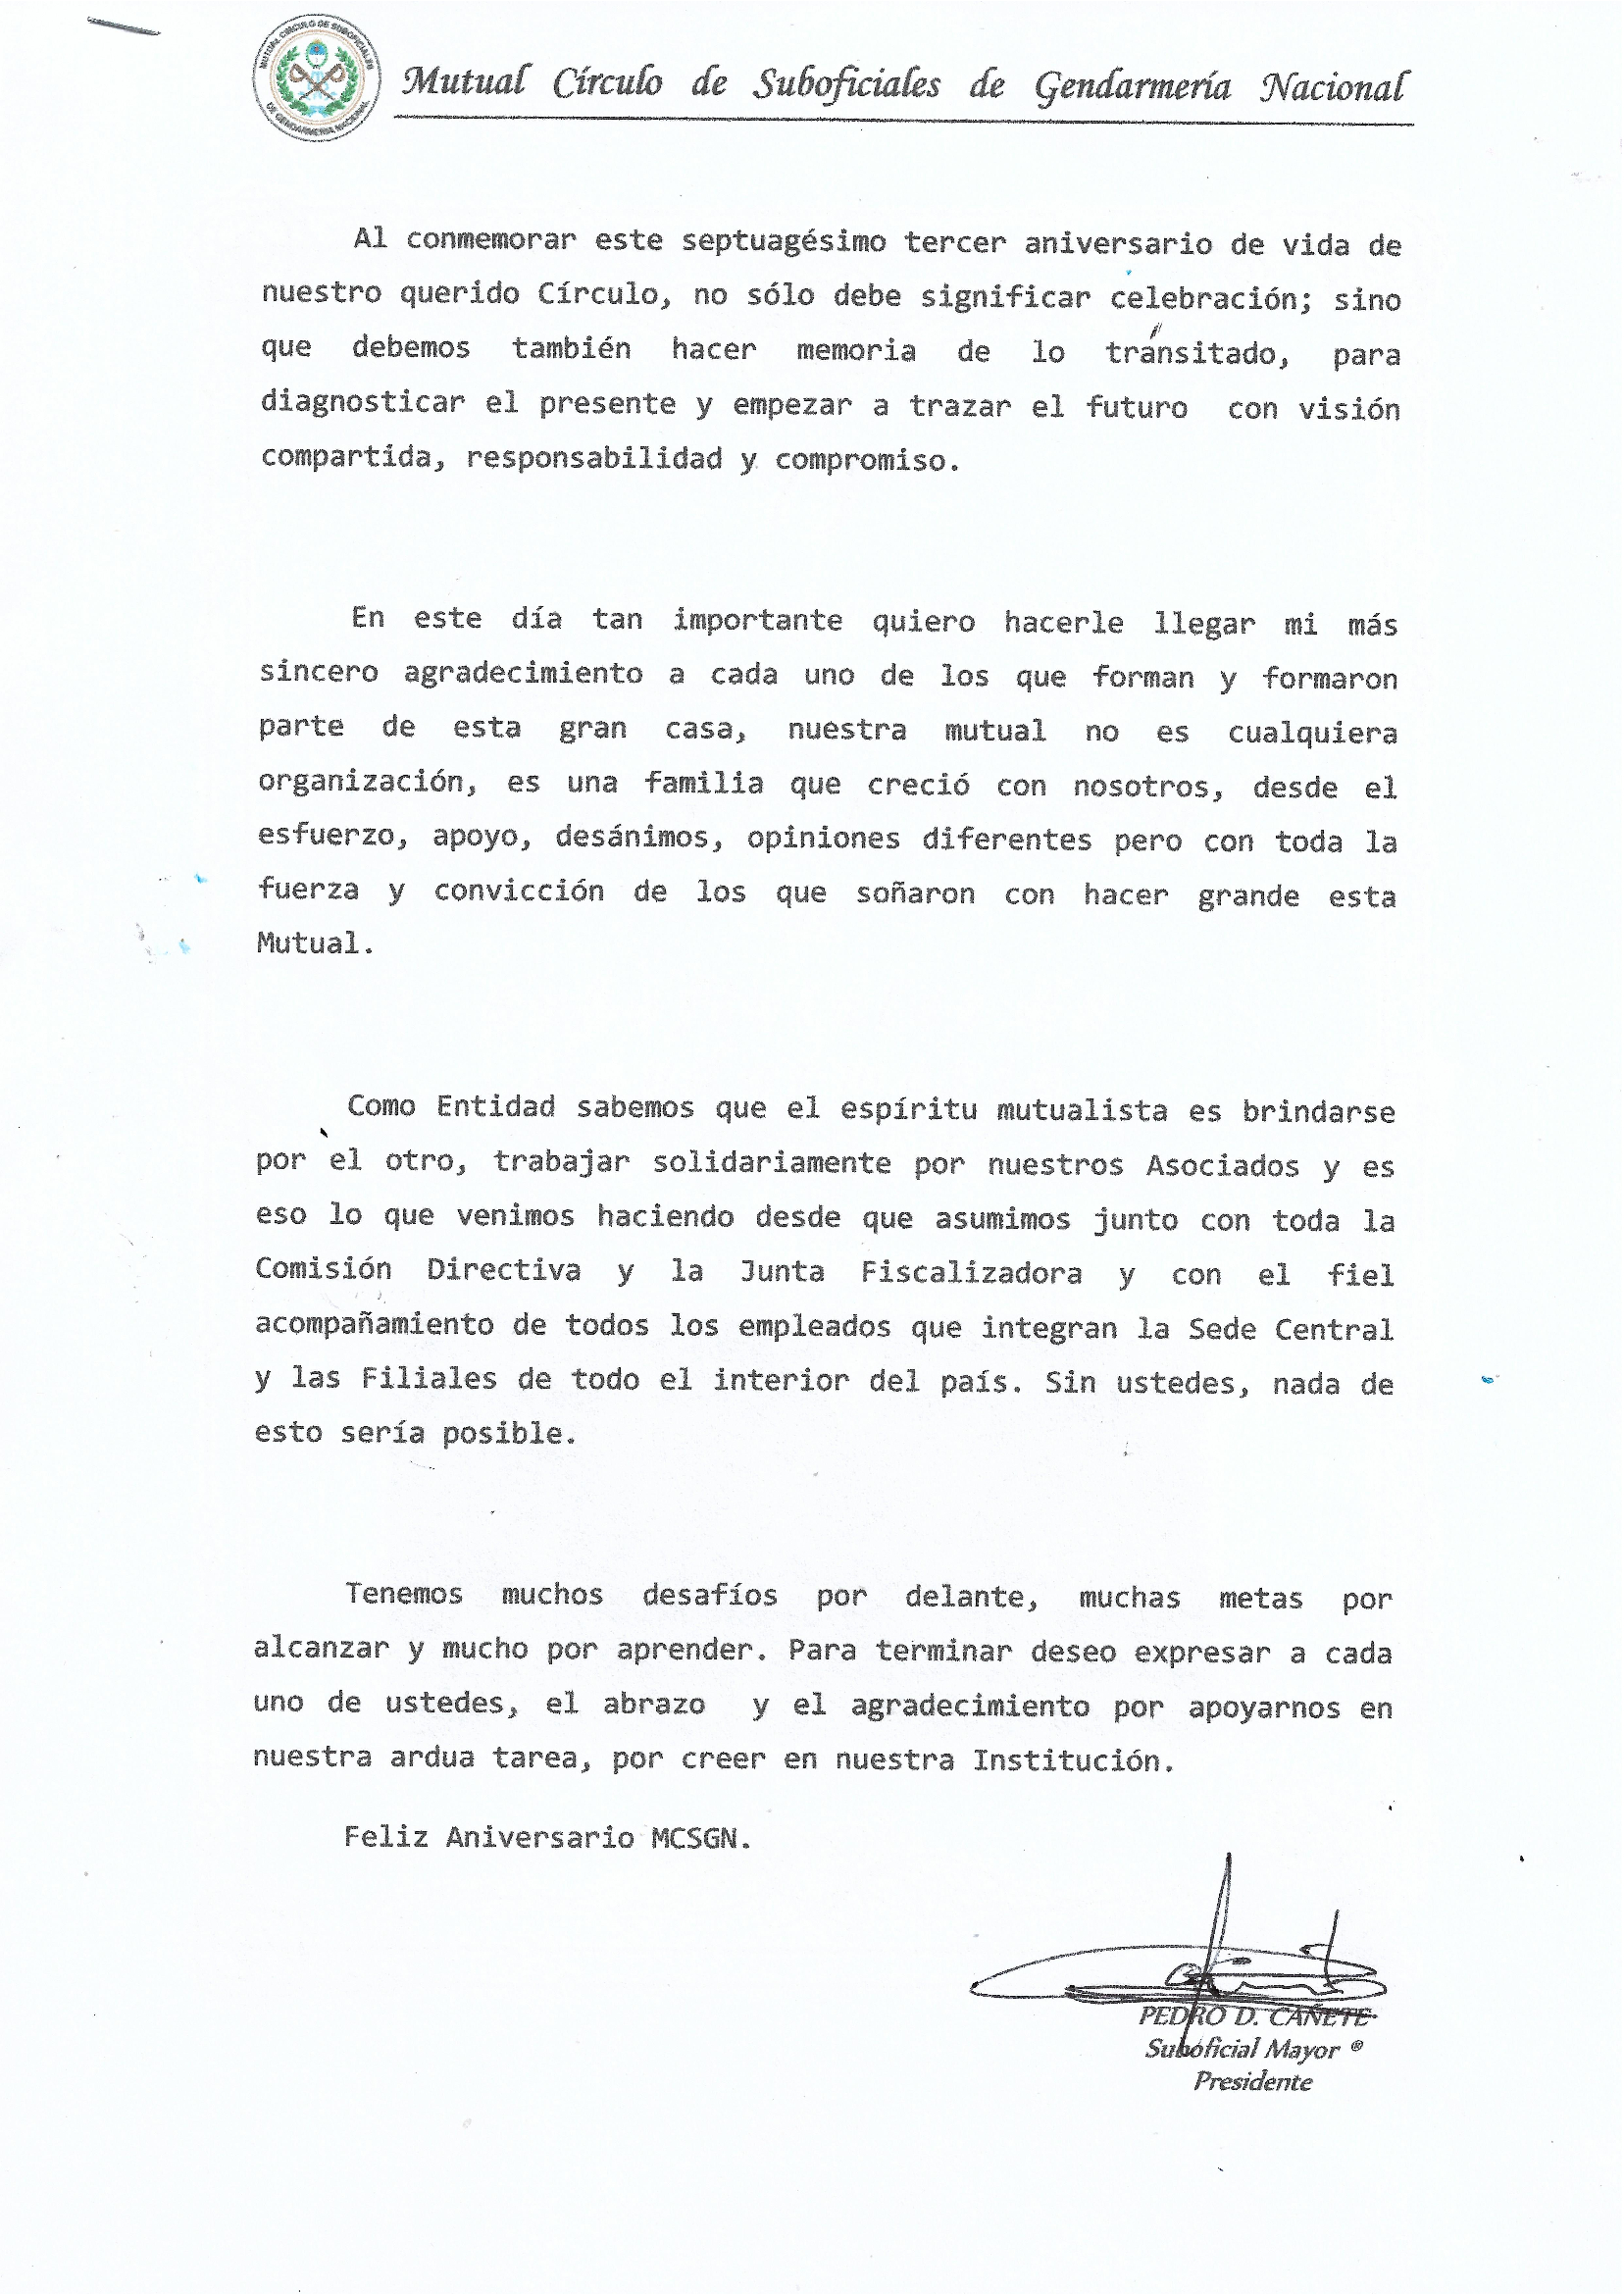 MUTUAL CÍRCULO DE SUBOFICIALES
DE GENDARMERIA NACIONAL
Mutual Círculo de Suboficiales de Gendarmería Nacional
Al conmemorar este septuagésimo tercer aniversario de vida de
nuestro querido Círculo, no sólo debe significar celebración; sino
que debemos también hacer memoria de lo transitado, para
diagnosticar el presente y empezar a trazar el futuro con visión
compartida, responsabilidad y compromiso.
En este día tan importante quiero hacerle llegar mi más
sincero agradecimiento a cada uno de los que forman y formaron
parte de esta gran casa, nuestra mutual no es cualquiera
organización, es una familia que creció con nosotros, desde el
esfuerzo, apoyo, desánimos, opiniones diferentes pero con toda la
fuerza y convicción de los que soñaron con hacer grande esta
Mutual.
Como Entidad sabemos que el espíritu mutualista es brindarse
por el otro, trabajar solidariamente por nuestros Asociados y es
eso lo que venimos haciendo desde que asumimos junto con toda la
Comisión Directiva y la Junta Fiscalizadora y con el fiel
acompañamiento de todos los empleados que integran la Sede Central
y las Filiales de todo el interior del país. Sin ustedes, nada de
esto sería posible.
Tenemos muchos desafíos por delante, muchas metas por
alcanzar y mucho por aprender. Para terminar deseo expresar a cada
uno de ustedes, el abrazo y el agradecimiento por apoyarnos en
nuestra ardua tarea, por creer en nuestra Institución.
Feliz Aniversario MCSGN.
PEDRO D. CAÑETE
Suboficial Mayor ®
Presidente